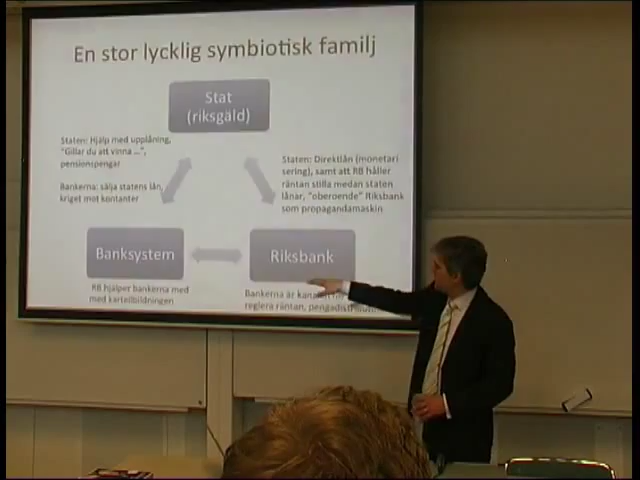 En stor lycklig symbiotisk familj
Stat
(riksgäld)
Staten: Hjälp med upplåning,
"Gillar du att vinna ...",
pensionspengar
Bankerna: sälja statens lån,
kriget mot kontanter
Staten: Direktlån (monetari
sering), samt att RB håller
räntan stilla medan staten
lånar, "oberoende" Riksbank
som propagandamaskin
Banksystem
Riksbank
RB hjälper bankerna med
med kartellbildningen
Bankerna är
reglera räntan,